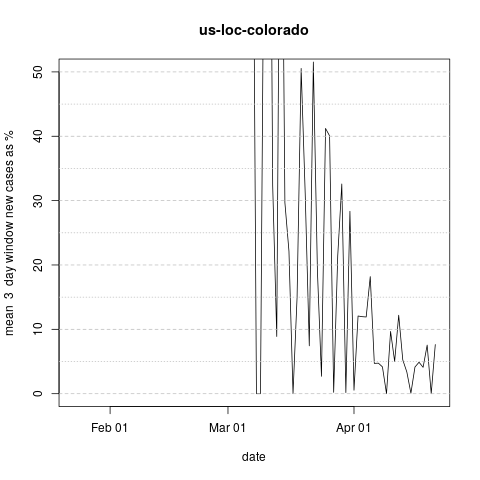 us-loc-colorado
mean  3  day window new cases as %
50
40
30
20
10
0
Feb 01
Mar 01
Apr 01
date